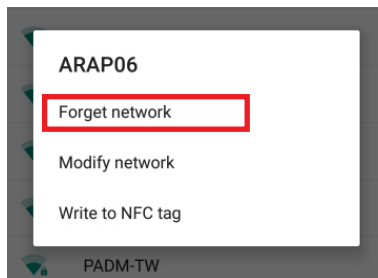 ARAP06
Forget network
Modify network
Write to NFC tag
PADM-TW